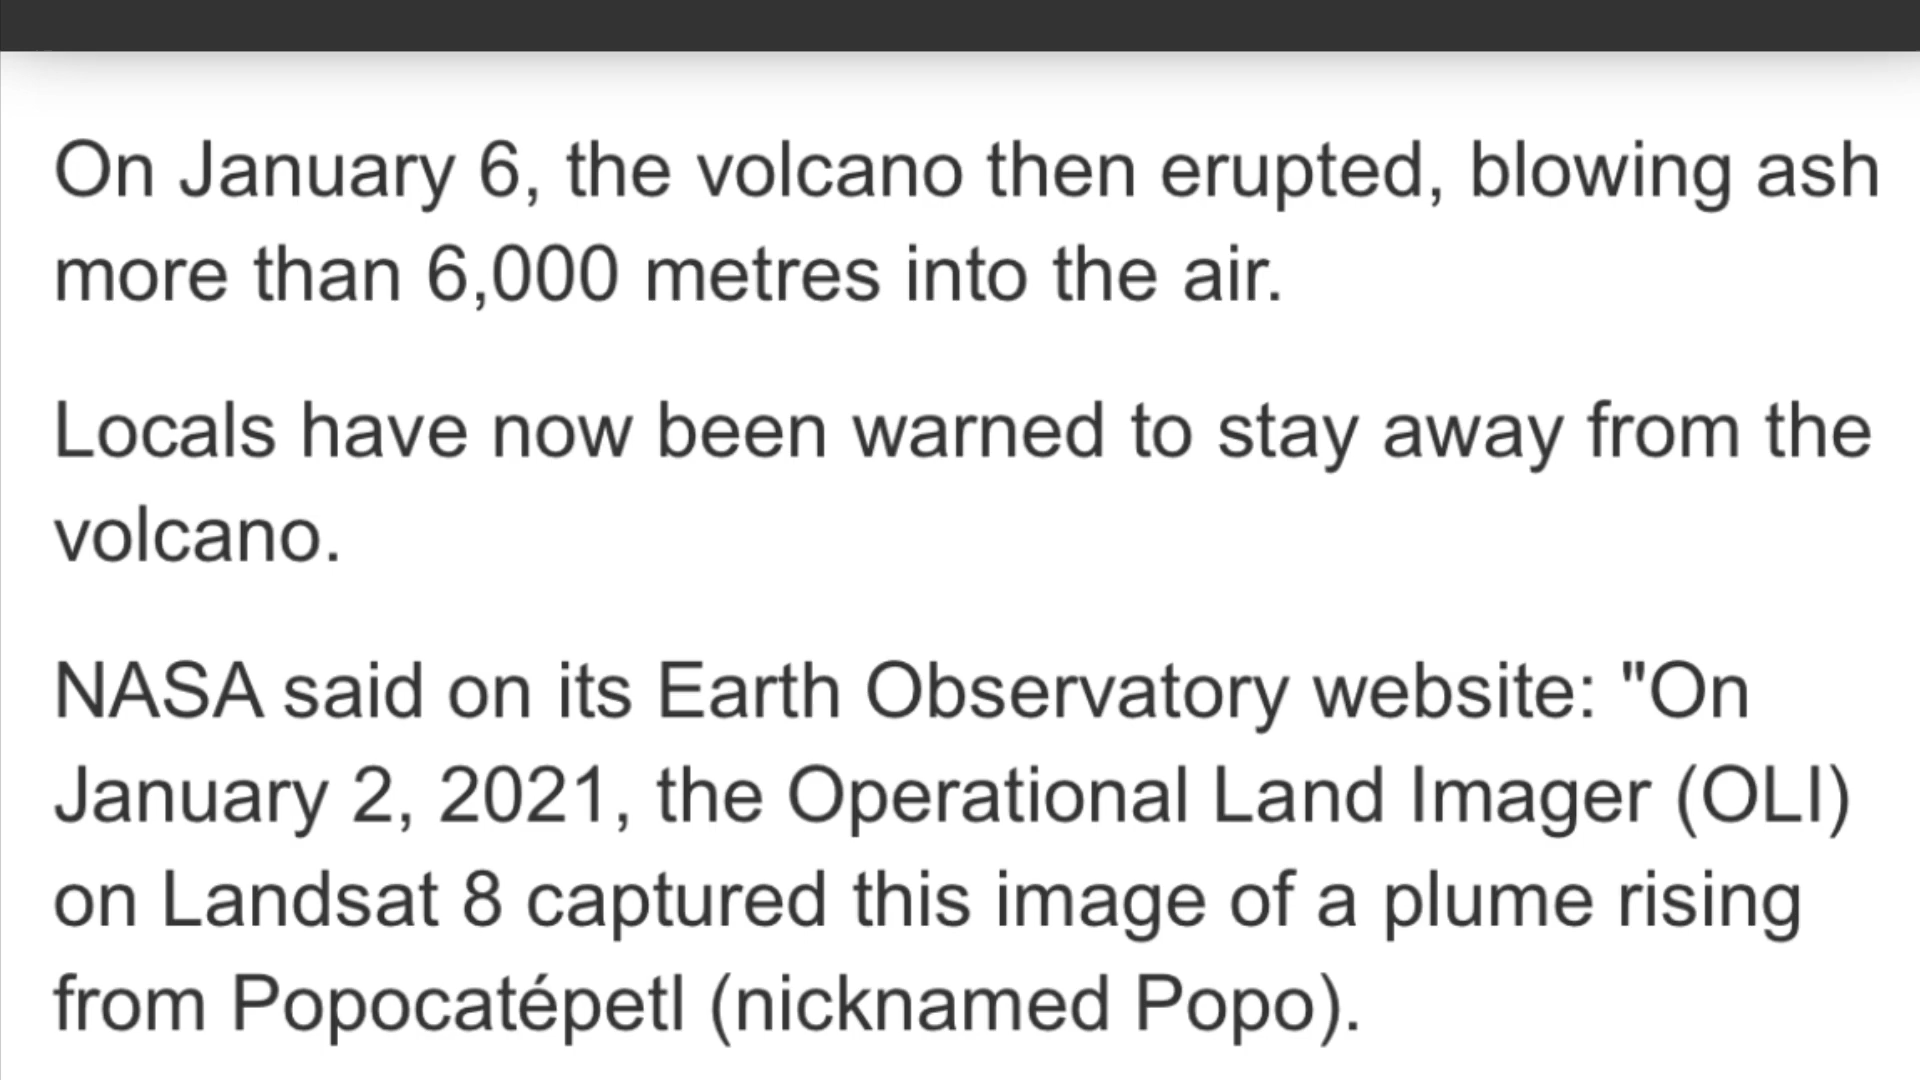 On January 6, the volcano then erupted, blowing ash
more than 6,000 metres into the air.
Locals have now been warned to stay away from the
volcano.
NASA said on its Earth Observatory website: "On
January 2, 2021, the Operational Land Imager (OLI)
on Landsat 8 captured this image of a plume rising
from Popocatépetl (nicknamed Popo).